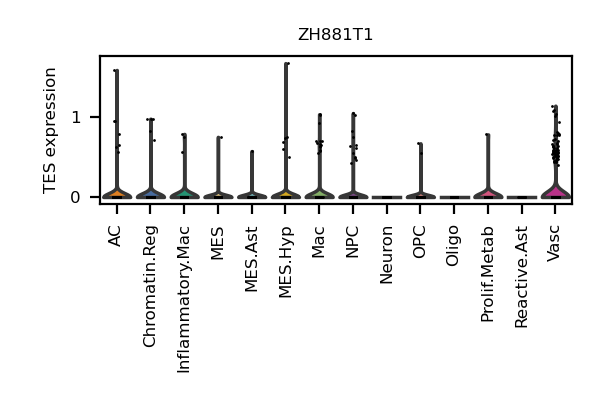 ZH881T1
TES expression
1
0
AC
Chromatin.Reg
Inflammatory.Mac
MES
MES.Ast
MES.Hyp
Mac
NPC
Neuron
OPC
Oligo
Prolif.Metab
Reactive.Ast
Vasc